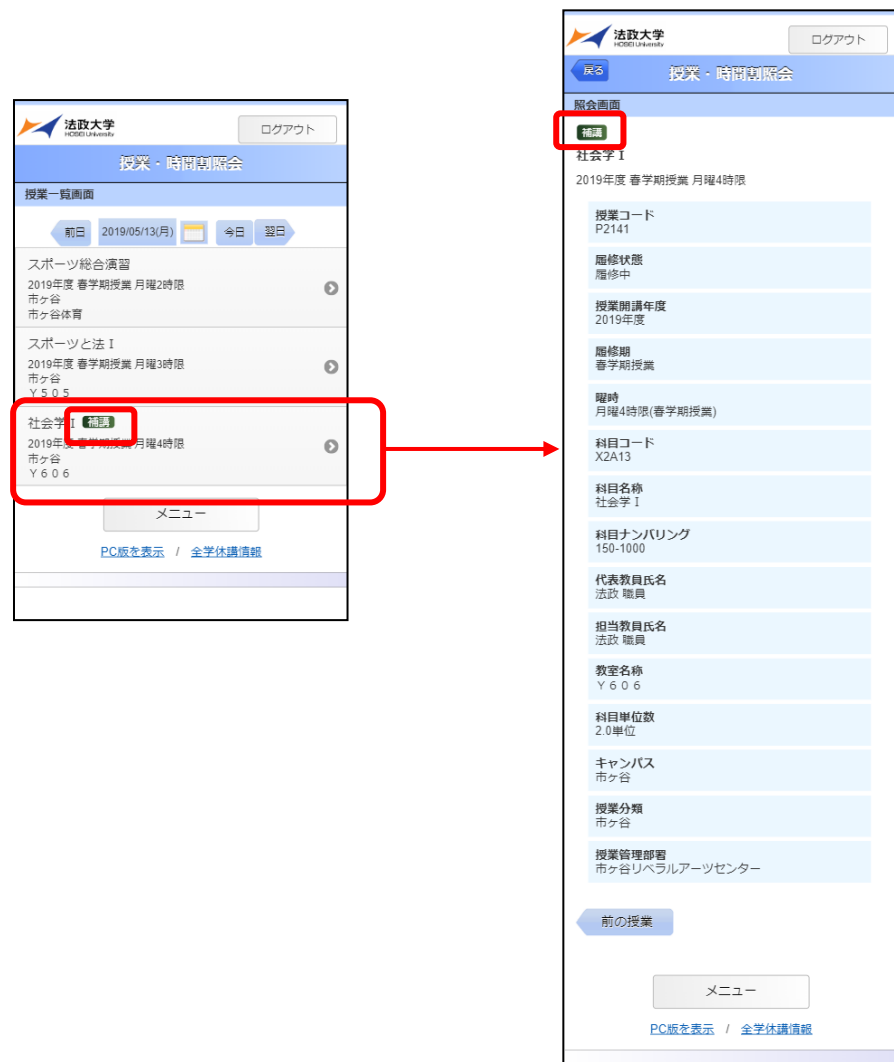 法政大学
HOSEI University
ログアウト
授業・時間割照会
授業一覧画面
前日 2019/05/13(月) 今日 翌日
スポーツ総合演習
2019年度 春学期授業 月曜2時限
市ヶ谷
市ヶ谷体育
スポーツと法Ⅰ
2019年度 春学期授業 月曜3時限
市ヶ谷
Ｙ５０５
社会学Ⅰ 補講
2019年度 春学期授業 月曜4時限
市ヶ谷
Ｙ６０６
メニュー
PC版を表示 / 全学休講情報
法政大学
HOSEI University
ログアウト
戻る 授業・時間割照会
照会画面
補講
社会学Ⅰ
2019年度 春学期授業 月曜4時限
授業コード
P2141
履修状態
履修中
授業開講年度
2019年度
履修期
春学期授業
曜時
月曜4時限(春学期授業)
科目コード
X2A13
科目名称
社会学Ⅰ
科目ナンバリング
150-1000
代表教員氏名
法政 職員
担当教員氏名
法政 職員
教室名称
Ｙ６０６
科目単位数
2.0単位
キャンパス
市ヶ谷
授業分類
市ヶ谷
授業管理部署
市ヶ谷リベラルアーツセンター
前の授業
メニュー
PC版を表示 / 全学休講情報